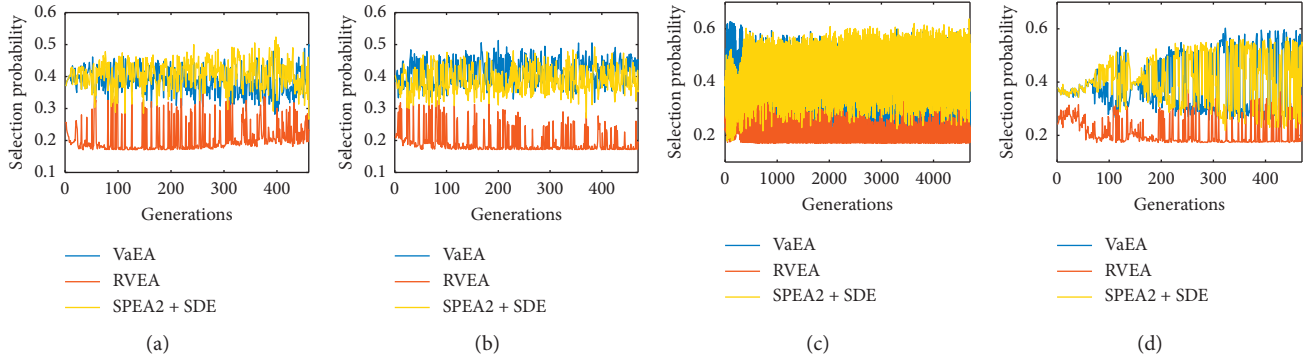 Selection probability
0.6
0.5
0.4
0.3
0.2
0.1
0 100 200 300 400
Generations
VaEA
RVEA
SPEA2 + SDE
(a)
Selection probability
0.6
0.5
0.4
0.3
0.2
0.1
0 100 200 300 400
Generations
VaEA
RVEA
SPEA2 + SDE
(b)
Selection probability
0.6
0.4
0.2
0 1000 2000 3000 4000
Generations
VaEA
RVEA
SPEA2 + SDE
(c)
Selection probability
0.6
0.4
0.2
0 100 200 300 400
Generations
VaEA
RVEA
SPEA2 + SDE
(d)